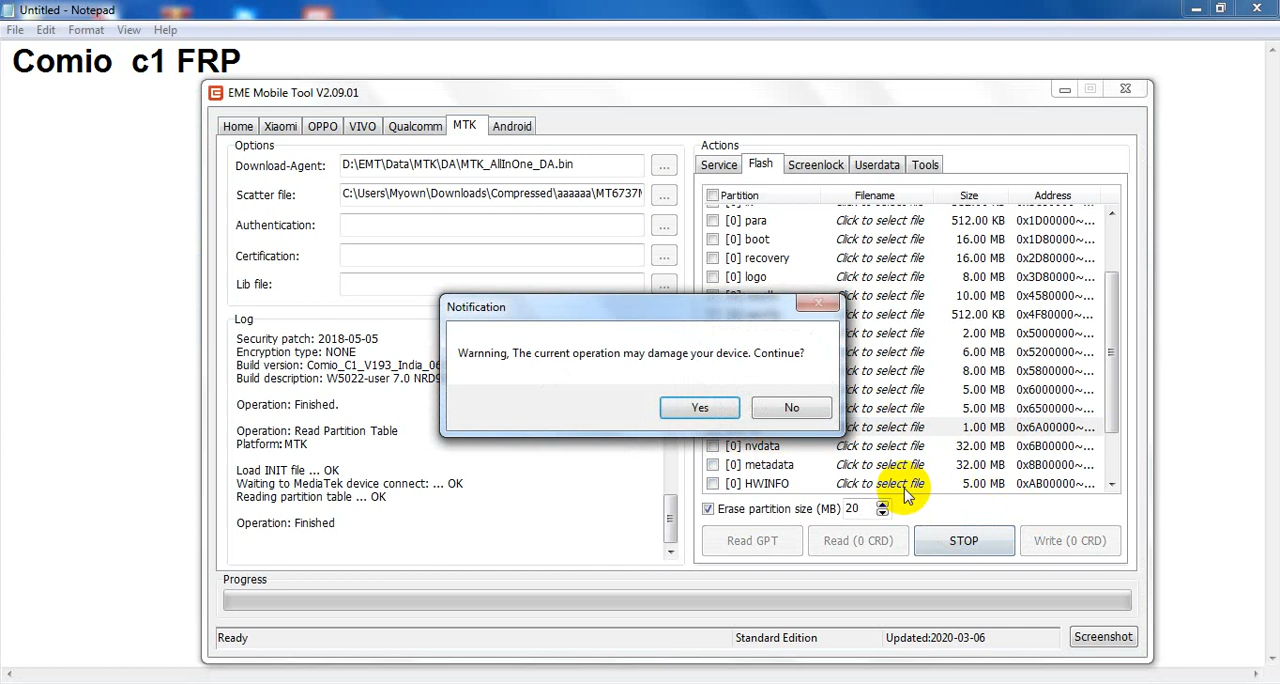 Untitled - Notepad
File Edit Format View Help
Comio c1 FRP
EME Mobile Tool V2.09.01
Home Xiaomi OPPO VIVO Qualcomm MTK Android
Options
Download-Agent: D:\EMT\Data\MTK\DA\MTK_AllInOne_DA.bin ...
Scatter file: C:\Users\Myown\Downloads\Compressed\aaaaaa\MT6737M ...
Authentication: ...
Certification: ...
Lib file: ...
Log
Security patch: 2018-05-05
Encryption type: NONE
Build version: Comio_C1_V193_India_06
Build description: W5022-user 7.0 NRD9
Operation: Finished.
Operation: Read Partition Table
Platform: MTK
Load INIT file ... OK
Waiting to MediaTek device connect: ... OK
Reading partition table ... OK
Operation: Finished
Actions
Service Flash Screenlock Userdata Tools
Partition Filename Size Address
[0] para Click to select file 512.00 KB 0x1D00000~...
[0] boot Click to select file 16.00 MB 0x1D80000~...
[0] recovery Click to select file 16.00 MB 0x2D80000~...
[0] logo Click to select file 8.00 MB 0x3D80000~...
click to select file 10.00 MB 0x4580000~...
click to select file 512.00 KB 0x4F80000~...
click to select file 2.00 MB 0x5000000~...
click to select file 6.00 MB 0x5200000~...
click to select file 8.00 MB 0x5800000~...
click to select file 5.00 MB 0x6000000~...
click to select file 5.00 MB 0x6500000~...
click to select file 1.00 MB 0x6A00000~...
[0] nvdata Click to select file 32.00 MB 0x6B00000~...
[0] metadata Click to select file 32.00 MB 0x8B00000~...
[0] HWINFO Click to select file 5.00 MB 0xAB00000~...
Notification
Warnning, The current operation may damage your device. Continue?
Yes No
Erase partition size (MB) 20
Read GPT Read (0 CRD) STOP Write (0 CRD)
Progress
Ready Standard Edition Updated:2020-03-06 Screenshot